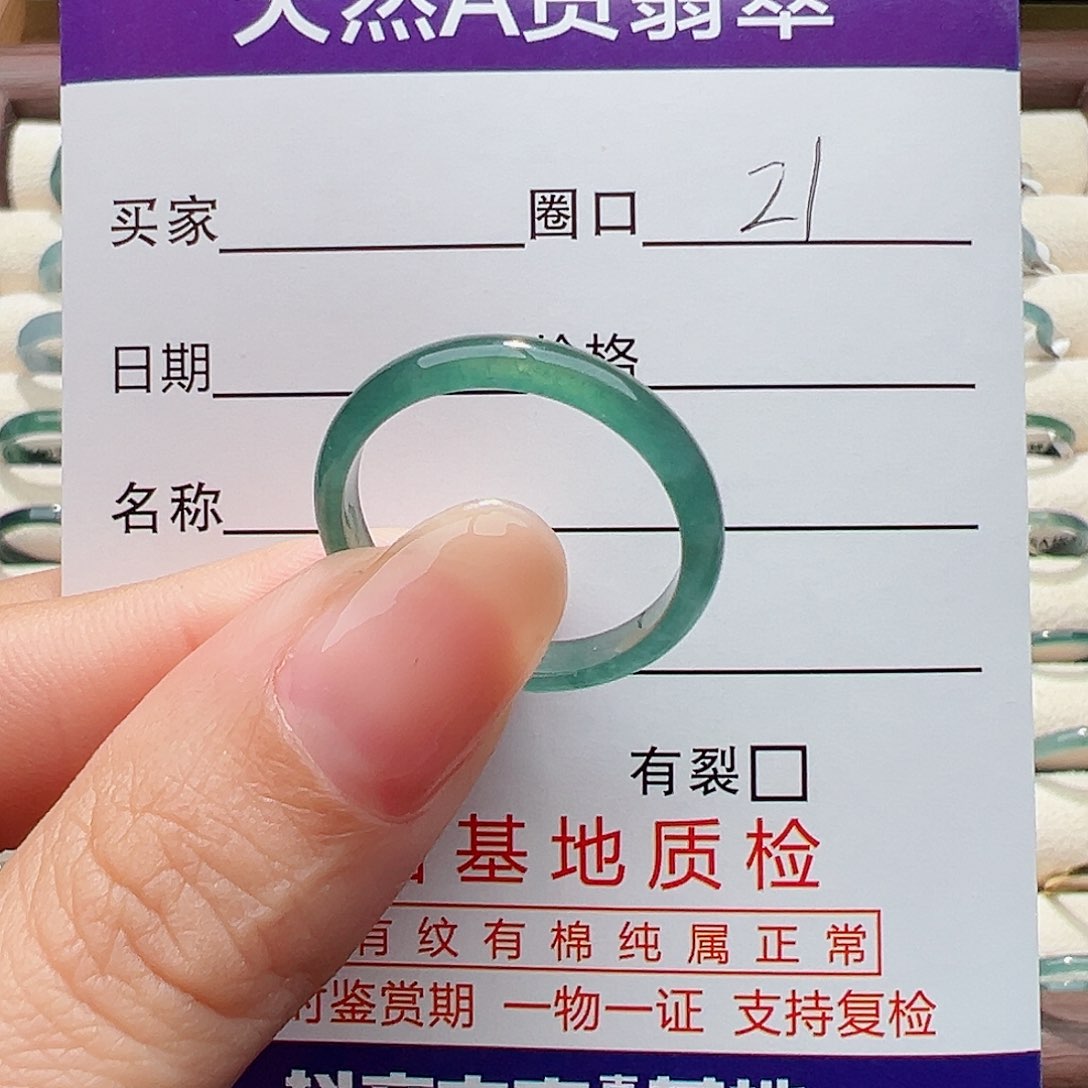 天然A货翡翠
买家 圈口 21
日期 价格
名称
有裂
基地质检
有纹有棉纯属正常
时鉴赏期 一物一证 支持复检